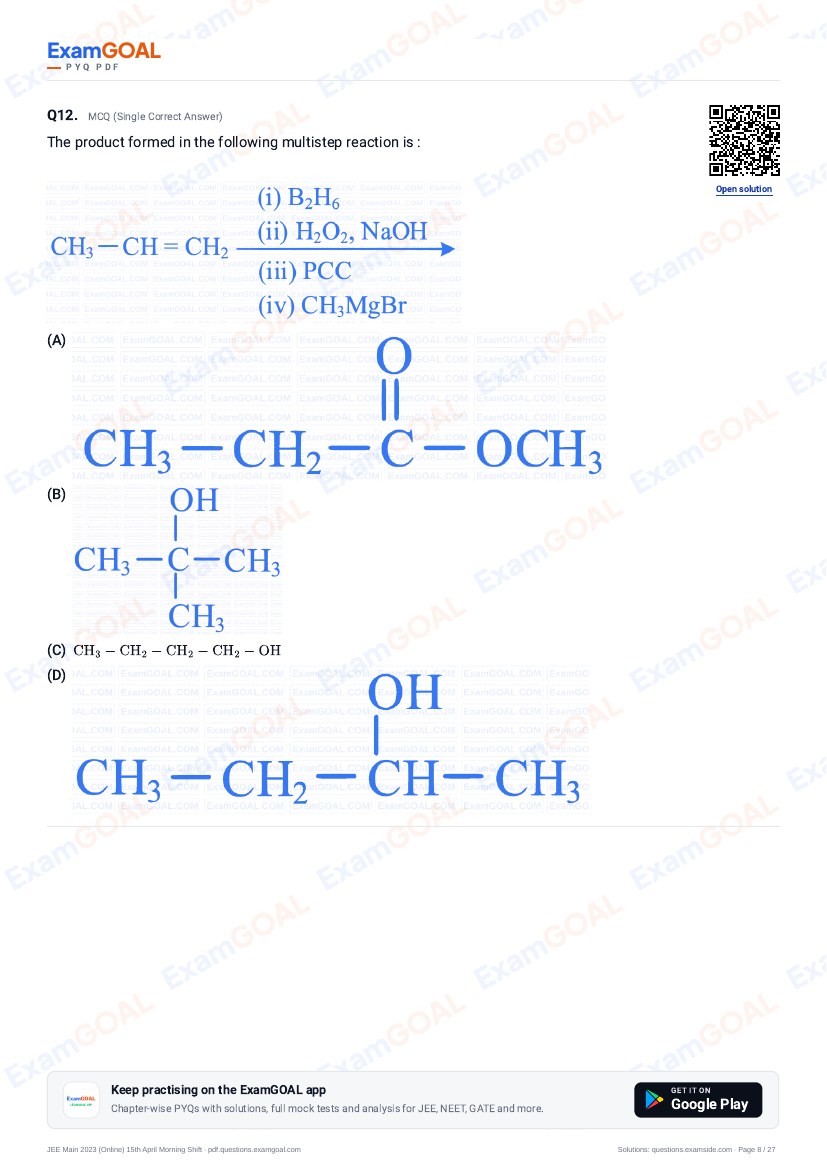 ExamGOAL
PYQ PDF
Q12. MCQ (Single Correct Answer)
The product formed in the following multistep reaction is :
Open solution
(i) B₂H₆
(ii) H₂O₂, NaOH
CH₃ — CH = CH₂
(iii) PCC
(iv) CH₃MgBr
(A)
O
||
CH₃ — CH₂ — C — OCH₃
(B)
OH
|
CH₃ — C — CH₃
|
CH₃
(C) CH₃ − CH₂ − CH₂ − CH₂ − OH
(D)
OH
|
CH₃ — CH₂ — CH — CH₃
Keep practising on the ExamGOAL app
Chapter-wise PYQs with solutions, full mock tests and analysis for JEE, NEET, GATE and more.
GET IT ON
Google Play
JEE Main 2023 (Online) 15th April Morning Shift · pdf.questions.examgoal.com
Solutions: questions.examside.com · Page 8 / 27